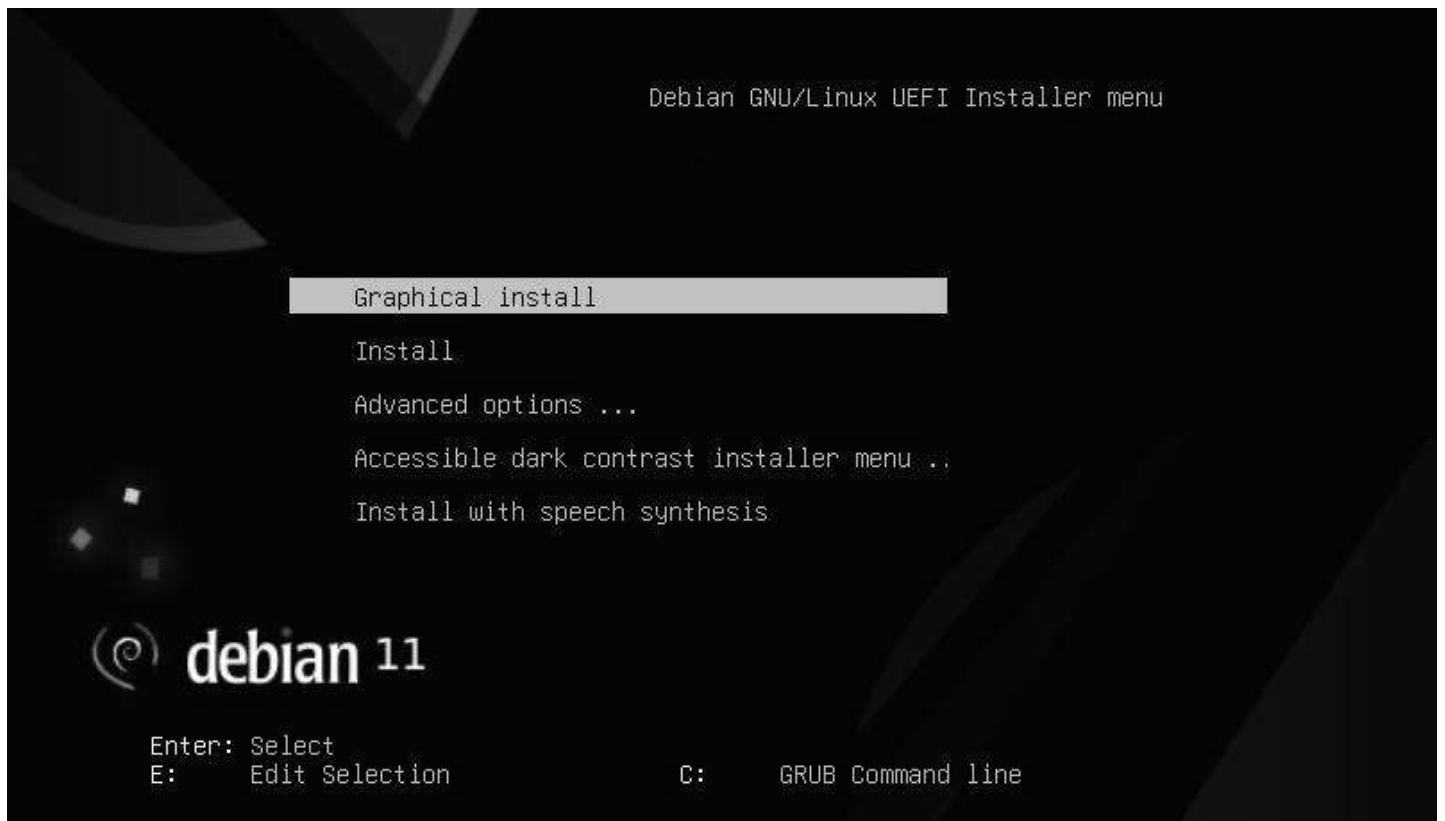 Debian GNU/Linux UEFI Installer menu
Graphical install
Install
Advanced options ...
Accessible dark contrast installer menu ..
Install with speech synthesis
debian 11
Enter: Select
E: Edit Selection C: GRUB Command line